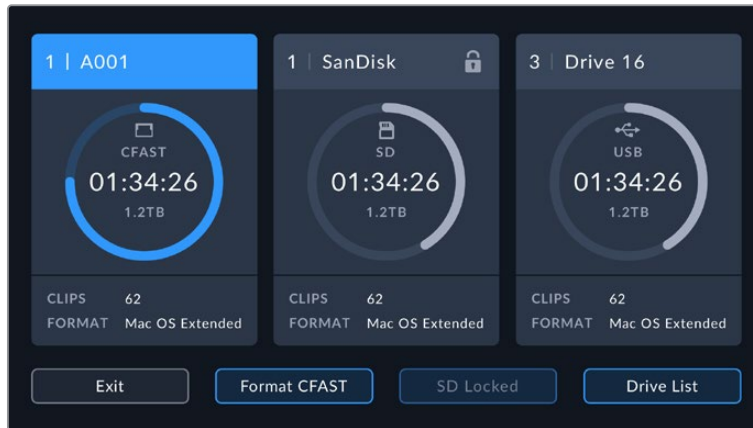 1 | A001
CFAST
01:34:26
1.2TB
CLIPS 62
FORMAT Mac OS Extended
1 | SanDisk
SD
01:34:26
1.2TB
CLIPS 62
FORMAT Mac OS Extended
3 | Drive 16
USB
01:34:26
1.2TB
CLIPS 62
FORMAT Mac OS Extended
Exit
Format CFAST
SD Locked
Drive List